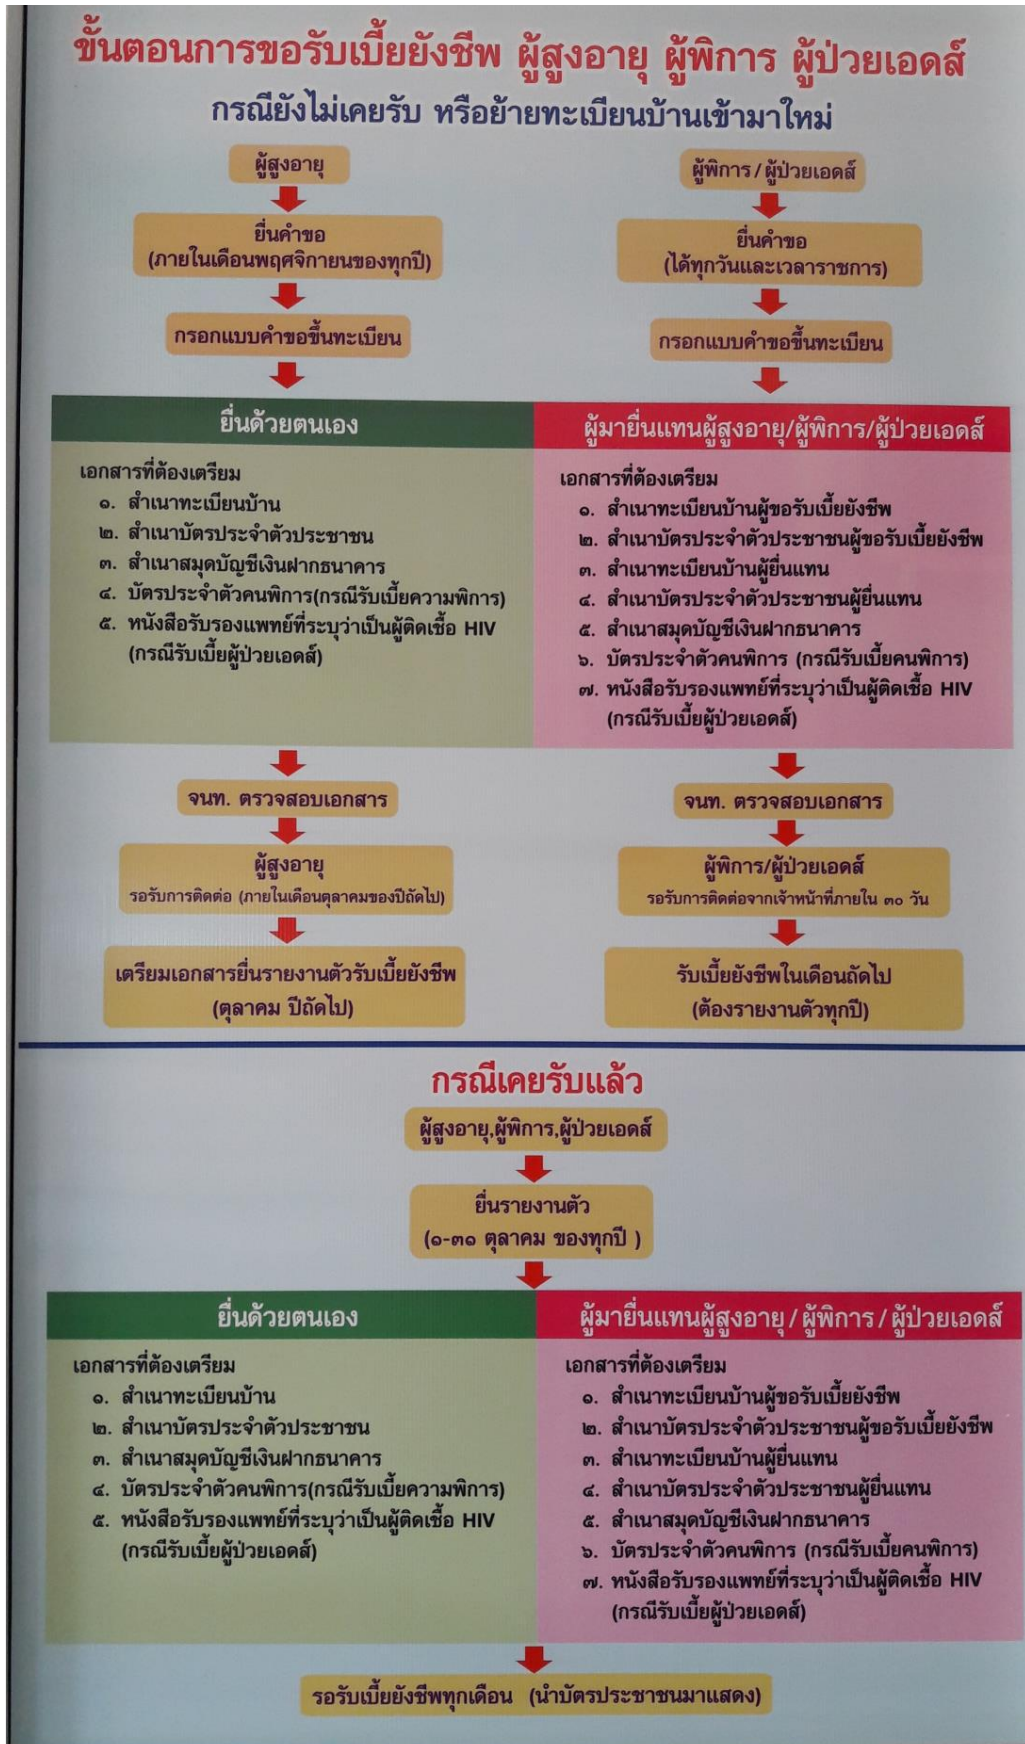 ขั้นตอนการขอรับเบี้ยยังชีพ ผู้สูงอายุ ผู้พิการ ผู้ป่วยเอดส์
กรณียังไม่เคยรับ หรือย้ายทะเบียนบ้านเข้ามาใหม่
ผู้สูงอายุ
ยื่นคำขอ
(ภายในเดือนพฤศจิกายนของทุกปี)
กรอกแบบคำขอขึ้นทะเบียน
ผู้พิการ/ผู้ป่วยเอดส์
ยื่นคำขอ
(ได้ทุกวันและเวลาราชการ)
กรอกแบบคำขอขึ้นทะเบียน
ยื่นด้วยตนเอง
เอกสารที่ต้องเตรียม
๑. สำเนาทะเบียนบ้าน
๒. สำเนาบัตรประจำตัวประชาชน
๓. สำเนาสมุดบัญชีเงินฝากธนาคาร
๔. บัตรประจำตัวคนพิการ(กรณีรับเบี้ยความพิการ)
๕. หนังสือรับรองแพทย์ที่ระบุว่าเป็นผู้ติดเชื้อ HIV
(กรณีรับเบี้ยผู้ป่วยเอดส์)
ผู้มายื่นแทนผู้สูงอายุ/ผู้พิการ/ผู้ป่วยเอดส์
เอกสารที่ต้องเตรียม
๑. สำเนาทะเบียนบ้านผู้ขอรับเบี้ยยังชีพ
๒. สำเนาบัตรประจำตัวประชาชนผู้ขอรับเบี้ยยังชีพ
๓. สำเนาทะเบียนบ้านผู้ยื่นแทน
๔. สำเนาบัตรประจำตัวประชาชนผู้ยื่นแทน
๕. สำเนาสมุดบัญชีเงินฝากธนาคาร
๖. บัตรประจำตัวคนพิการ (กรณีรับเบี้ยคนพิการ)
๗. หนังสือรับรองแพทย์ที่ระบุว่าเป็นผู้ติดเชื้อ HIV
(กรณีรับเบี้ยผู้ป่วยเอดส์)
จนท. ตรวจสอบเอกสาร
ผู้สูงอายุ
รอรับการติดต่อ (ภายในเดือนตุลาคมของปีถัดไป)
เตรียมเอกสารยื่นรายงานตัวรับเบี้ยยังชีพ
(ตุลาคม ปีถัดไป)
จนท. ตรวจสอบเอกสาร
ผู้พิการ/ผู้ป่วยเอดส์
รอรับการติดต่อจากเจ้าหน้าที่ภายใน ๓๐ วัน
รับเบี้ยยังชีพในเดือนถัดไป
(ต้องรายงานตัวทุกปี)
กรณีเคยรับแล้ว
ผู้สูงอายุ,ผู้พิการ,ผู้ป่วยเอดส์
ยื่นรายงานตัว
(๑-๓๑ ตุลาคม ของทุกปี )
ยื่นด้วยตนเอง
เอกสารที่ต้องเตรียม
๑. สำเนาทะเบียนบ้าน
๒. สำเนาบัตรประจำตัวประชาชน
๓. สำเนาสมุดบัญชีเงินฝากธนาคาร
๔. บัตรประจำตัวคนพิการ(กรณีรับเบี้ยความพิการ)
๕. หนังสือรับรองแพทย์ที่ระบุว่าเป็นผู้ติดเชื้อ HIV
(กรณีรับเบี้ยผู้ป่วยเอดส์)
ผู้มายื่นแทนผู้สูงอายุ/ผู้พิการ/ผู้ป่วยเอดส์
เอกสารที่ต้องเตรียม
๑. สำเนาทะเบียนบ้านผู้ขอรับเบี้ยยังชีพ
๒. สำเนาบัตรประจำตัวประชาชนผู้ขอรับเบี้ยยังชีพ
๓. สำเนาทะเบียนบ้านผู้ยื่นแทน
๔. สำเนาบัตรประจำตัวประชาชนผู้ยื่นแทน
๕. สำเนาสมุดบัญชีเงินฝากธนาคาร
๖. บัตรประจำตัวคนพิการ (กรณีรับเบี้ยคนพิการ)
๗. หนังสือรับรองแพทย์ที่ระบุว่าเป็นผู้ติดเชื้อ HIV
(กรณีรับเบี้ยผู้ป่วยเอดส์)
รอรับเบี้ยยังชีพทุกเดือน (นำบัตรประชาชนมาแสดง)